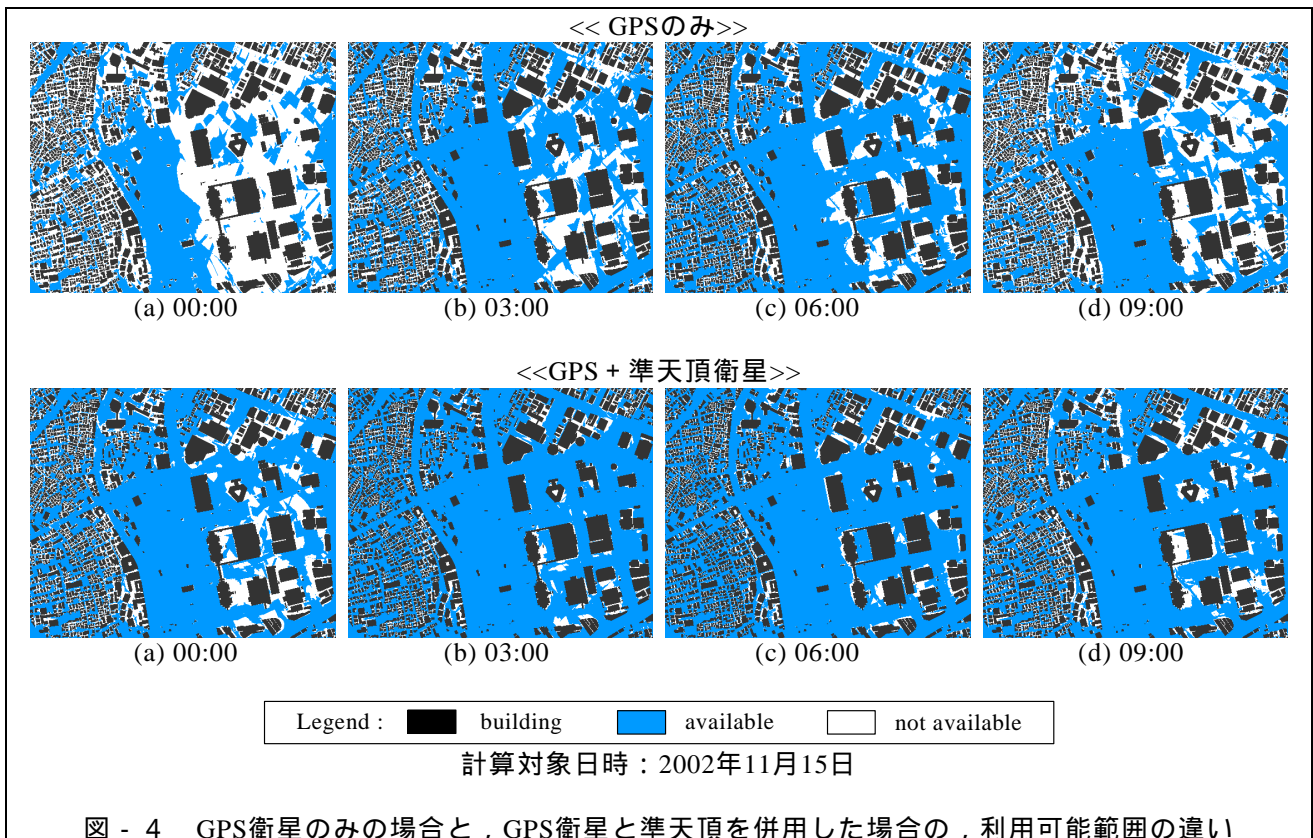 << GPSのみ>>
(a) 00:00 (b) 03:00 (c) 06:00 (d) 09:00
<<GPS + 準天頂衛星>>
(a) 00:00 (b) 03:00 (c) 06:00 (d) 09:00
Legend : building available not available
計算対象日時：2002年11月15日
図 - ４ GPS衛星のみの場合と，GPS衛星と準天頂を併用した場合の，利用可能範囲の違い